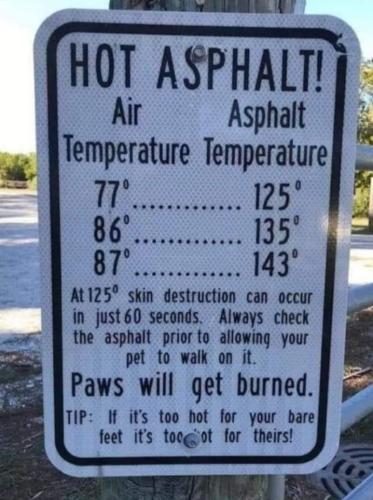 HOT ASPHALT!
Air Asphalt
Temperature Temperature
77°............. 125°
86°............. 135°
87°............. 143°
At 125° skin destruction can occur
in just 60 seconds. Always check
the asphalt prior to allowing your
pet to walk on it.
Paws will get burned.
TIP: If it's too hot for your bare
feet it's too hot for theirs!